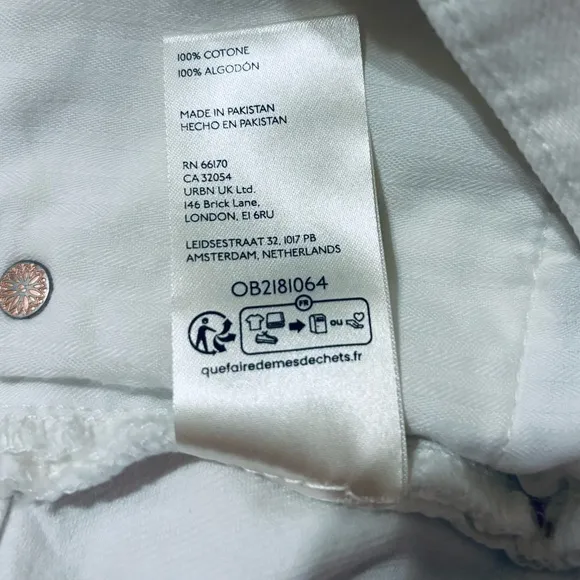 100% COTONE
100% ALGODÓN
MADE IN PAKISTAN
HECHO EN PAKISTAN
RN 66170
CA 32054
URBN UK Ltd.
146 Brick Lane,
LONDON, E1 6RU
LEIDSESTRAAT 32, 1017 PB
AMSTERDAM, NETHERLANDS
OB2181064
FR
ou
quefairedemesdechets.fr